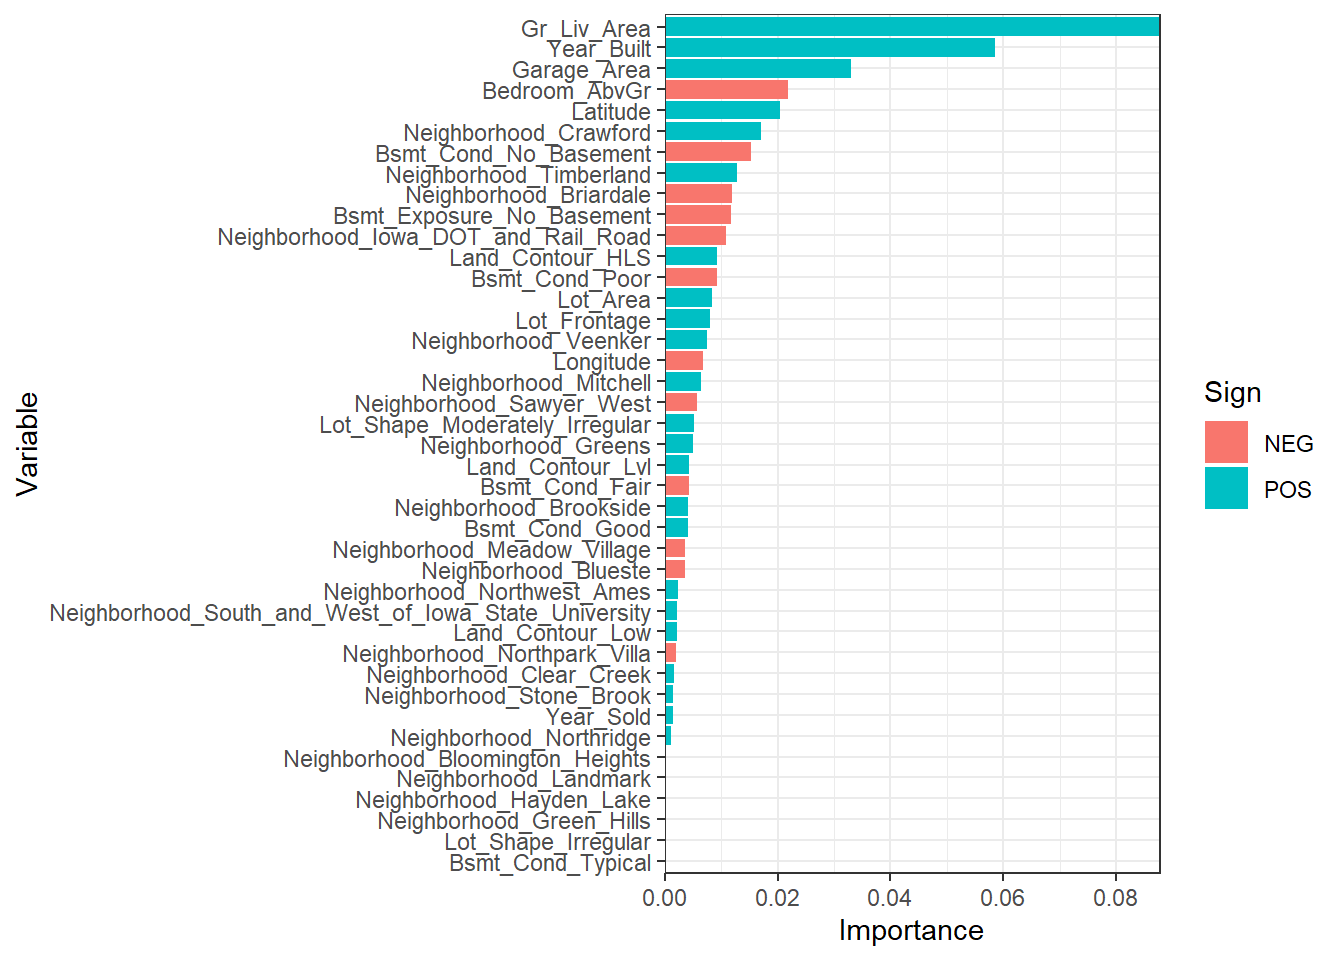 Gr_Liv_Area
Year_Built
Garage_Area
Bedroom_AbvGr
Latitude
Neighborhood_Crawford
Bsmt_Cond_No_Basement
Neighborhood_Timberland
Neighborhood_Briardale
Bsmt_Exposure_No_Basement
Neighborhood_Iowa_DOT_and_Rail_Road
Land_Contour_HLS
Bsmt_Cond_Poor
Lot_Area
Lot_Frontage
Neighborhood_Veenker
Longitude
Neighborhood_Mitchell
Neighborhood_Sawyer_West
Lot_Shape_Moderately_Irregular
Neighborhood_Greens
Land_Contour_Lvl
Bsmt_Cond_Fair
Neighborhood_Brookside
Bsmt_Cond_Good
Neighborhood_Meadow_Village
Neighborhood_Blueste
Neighborhood_Northwest_Ames
Neighborhood_South_and_West_of_Iowa_State_University
Land_Contour_Low
Neighborhood_Northpark_Villa
Neighborhood_Clear_Creek
Neighborhood_Stone_Brook
Year_Sold
Neighborhood_Northridge
Neighborhood_Bloomington_Heights
Neighborhood_Landmark
Neighborhood_Hayden_Lake
Neighborhood_Green_Hills
Lot_Shape_Irregular
Bsmt_Cond_Typical
Variable
0.00 0.02 0.04 0.06 0.08
Importance
Sign
NEG
POS